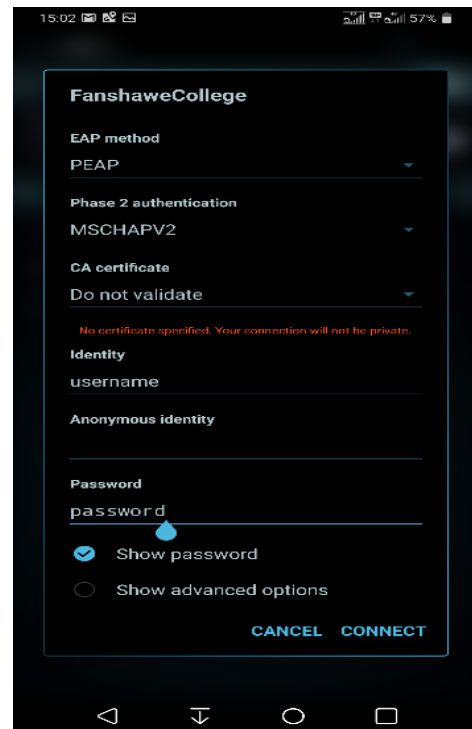 15:02 57%
FanshaweCollege
EAP method
PEAP
Phase 2 authentication
MSCHAPV2
CA certificate
Do not validate
No certificate specified. Your connection will not be private.
Identity
username
Anonymous identity
Password
password
Show password
Show advanced options
CANCEL CONNECT